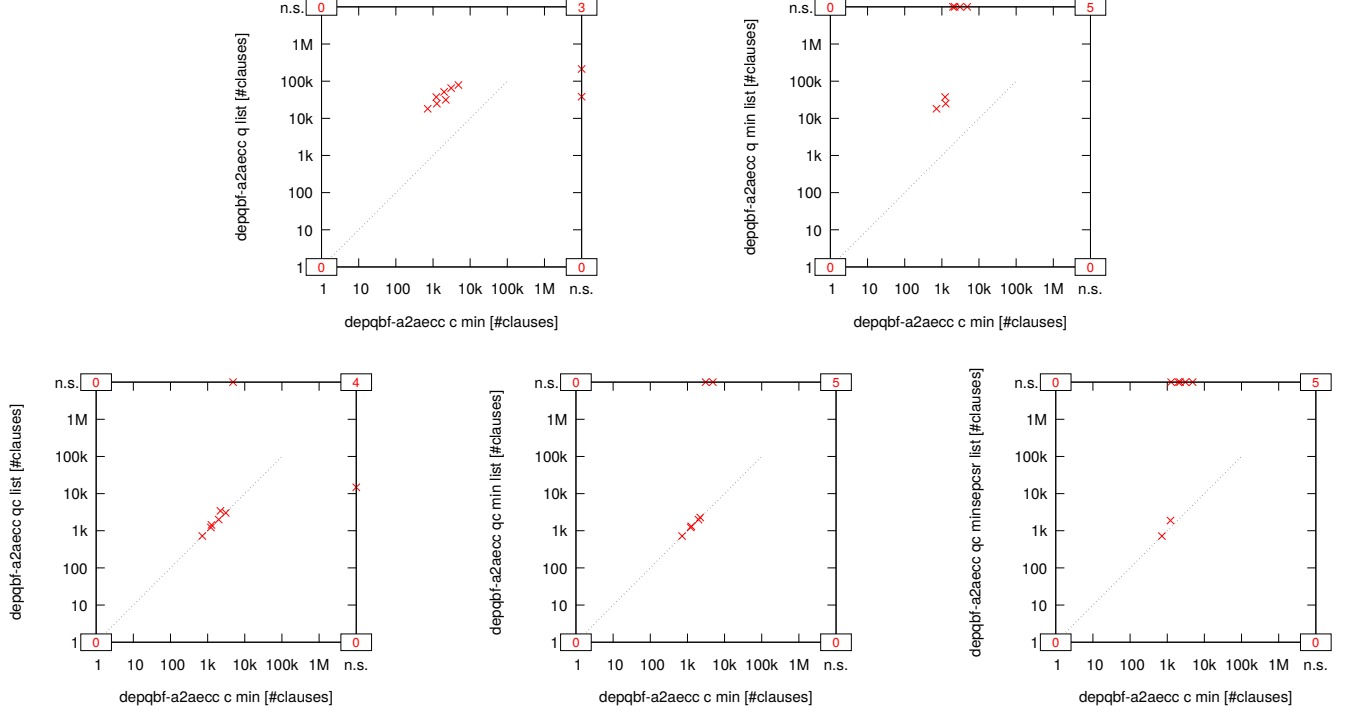 n.s. 0 3
1M
100k
10k
1k
100
10
1 0 0
1 10 100 1k 10k 100k 1M n.s.
depqbf-a2aecc q list [#clauses]
depqbf-a2aecc c min [#clauses]
n.s. 0 5
1M
100k
10k
1k
100
10
1 0 0
1 10 100 1k 10k 100k 1M n.s.
depqbf-a2aecc q min list [#clauses]
depqbf-a2aecc c min [#clauses]
n.s. 0 4
1M
100k
10k
1k
100
10
1 0 0
1 10 100 1k 10k 100k 1M n.s.
depqbf-a2aecc qc list [#clauses]
depqbf-a2aecc c min [#clauses]
n.s. 0 5
1M
100k
10k
1k
100
10
1 0 0
1 10 100 1k 10k 100k 1M n.s.
depqbf-a2aecc qc min list [#clauses]
depqbf-a2aecc c min [#clauses]
n.s. 0 5
1M
100k
10k
1k
100
10
1 0 0
1 10 100 1k 10k 100k 1M n.s.
depqbf-a2aecc qc minsepcsr list [#clauses]
depqbf-a2aecc c min [#clauses]